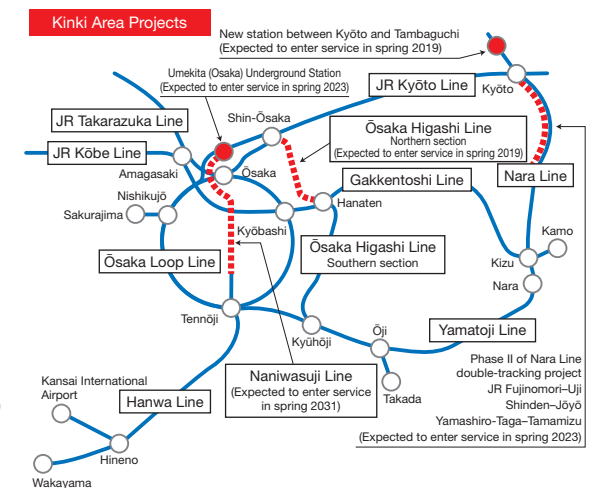 Kinki Area Projects
New station between Kyōto and Tambaguchi
(Expected to enter service in spring 2019)
Umekita (Osaka) Underground Station
(Expected to enter service in spring 2023)
JR Kyōto Line
Kyōto
Shin-Ōsaka
JR Takarazuka Line
Ōsaka Higashi Line
Northern section
(Expected to enter service in spring 2019)
JR Kōbe Line
Amagasaki
Ōsaka
Gakkentoshi Line
Nara Line
Nishikujō
Hanaten
Sakurajima
Kyōbashi
Kamo
Ōsaka Loop Line
Ōsaka Higashi Line
Southern section
Kizu
Nara
Tennōji
Kyūhōji
Ōji
Yamatoji Line
Naniwasuji Line
(Expected to enter service
in spring 2031)
Takada
Phase II of Nara Line
double-tracking project
JR Fujinomori–Uji
Shinden–Jōyō
Yamashiro-Taga–Tamamizu
(Expected to enter service in spring 2023)
Kansai International
Airport
Hanwa Line
Hineno
Wakayama